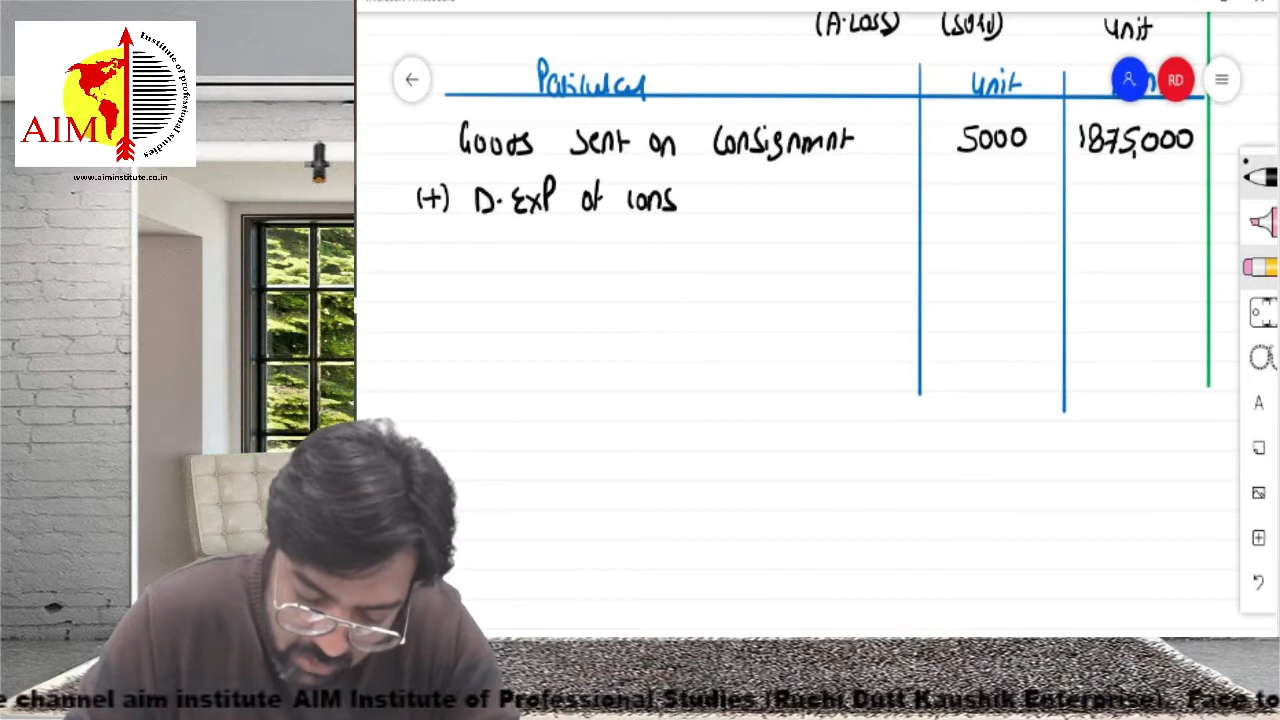 (A.Loss) (Sold) unit
Institute of professional studies
AIM
www.aiminstitute.co.in
unit
RD
Goods sent on Consignment 5000 1875,000
(+) D. Exp of Cons
A
e channel aim institute AIM Institute of Professional Studies (Ruchi Dutt Kaushik Enterprise). Face to